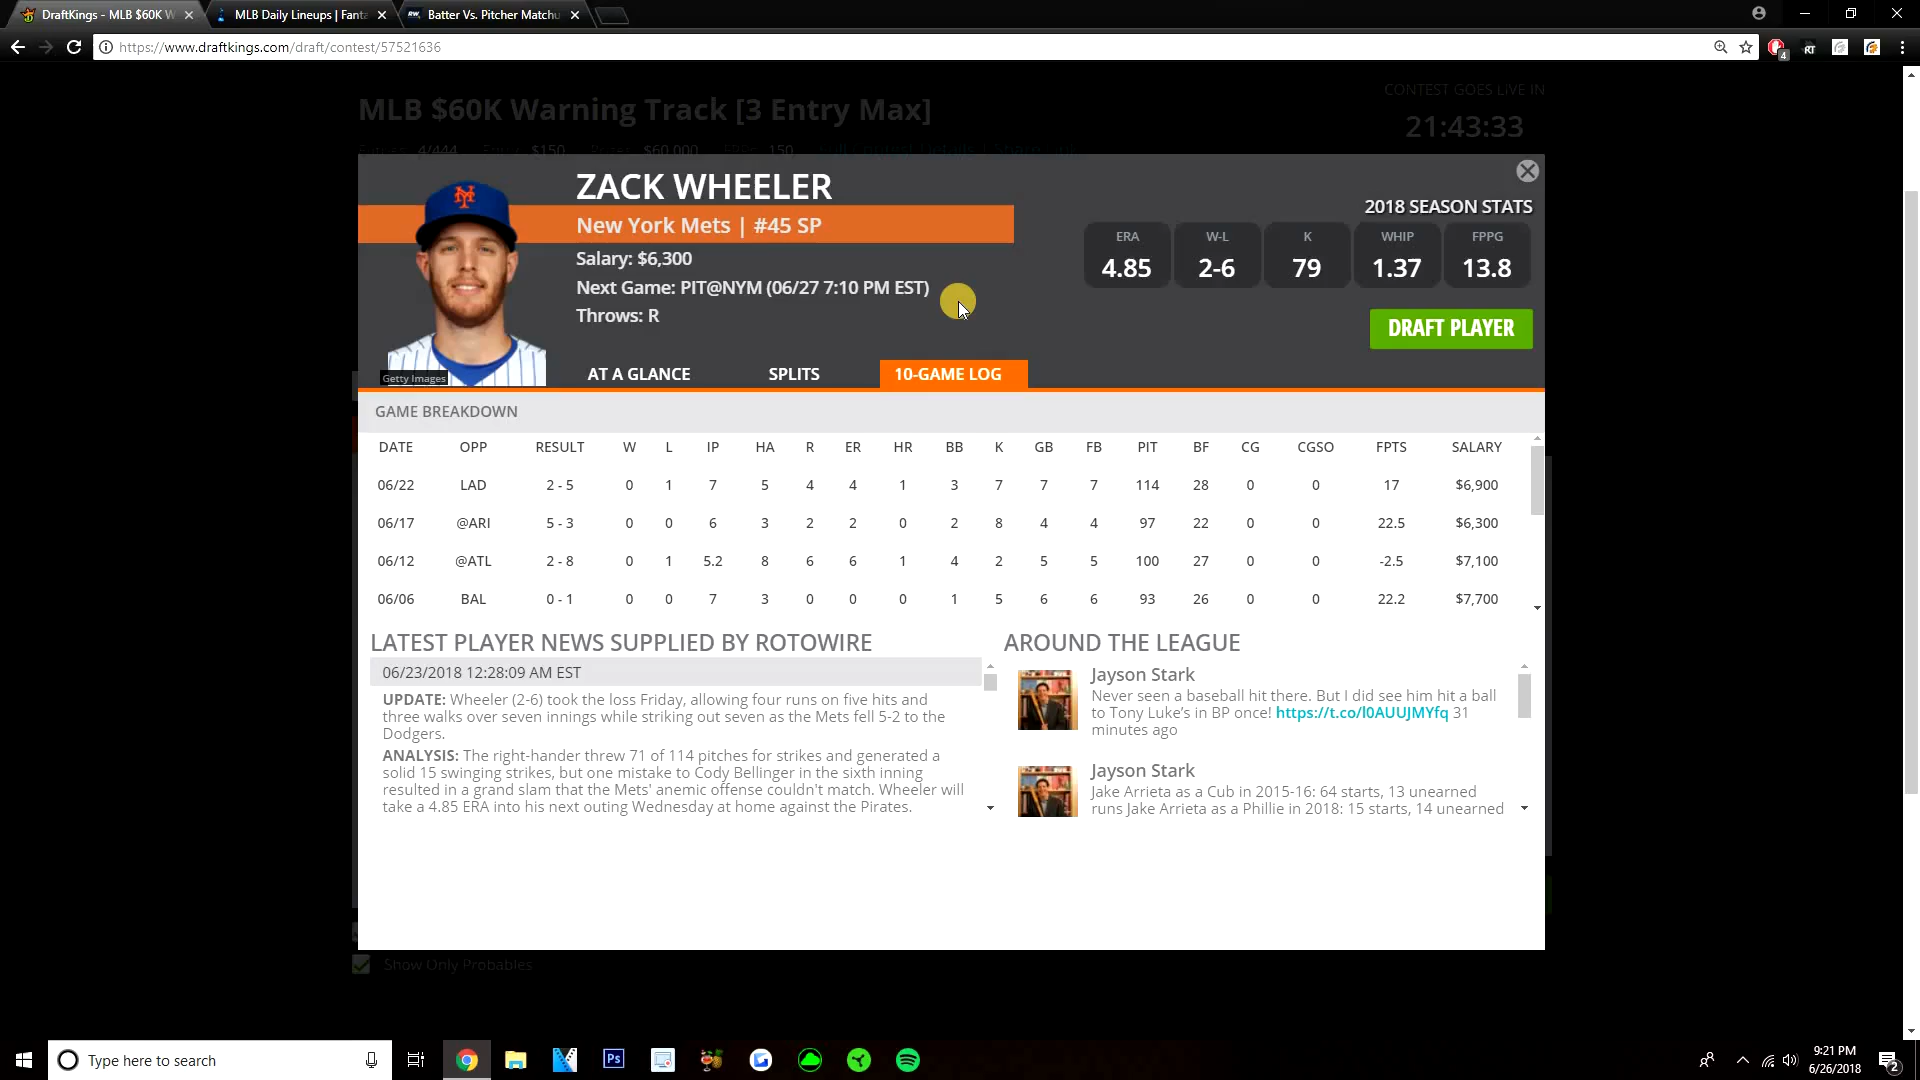 DraftKings - MLB $60K W
MLB Daily Lineups | Fanta
Batter Vs. Pitcher Matchu
https://www.draftkings.com/draft/contest/57521636
4
RT
MLB $60K Warning Track [3 Entry Max]
CONTEST GOES LIVE IN
21:43:33
4/444 $150 $60,000 150
ZACK WHEELER
New York Mets | #45 SP
Salary: $6,300
Next Game: PIT@NYM (06/27 7:10 PM EST)
Throws: R
Getty Images
2018 SEASON STATS
ERA W-L K WHIP FPPG
4.85 2-6 79 1.37 13.8
DRAFT PLAYER
AT A GLANCE SPLITS 10-GAME LOG
GAME BREAKDOWN
DATE OPP RESULT W L IP HA R ER HR BB K GB FB PIT BF CG CGSO FPTS SALARY
06/22 LAD 2 - 5 0 1 7 5 4 4 1 3 7 7 7 114 28 0 0 17 $6,900
06/17 @ARI 5 - 3 0 0 6 3 2 2 0 2 8 4 4 97 22 0 0 22.5 $6,300
06/12 @ATL 2 - 8 0 1 5.2 8 6 6 1 4 2 5 5 100 27 0 0 -2.5 $7,100
06/06 BAL 0 - 1 0 0 7 3 0 0 0 1 5 6 6 93 26 0 0 22.2 $7,700
LATEST PLAYER NEWS SUPPLIED BY ROTOWIRE
06/23/2018 12:28:09 AM EST
UPDATE: Wheeler (2-6) took the loss Friday, allowing four runs on five hits and
three walks over seven innings while striking out seven as the Mets fell 5-2 to the
Dodgers.
ANALYSIS: The right-hander threw 71 of 114 pitches for strikes and generated a
solid 15 swinging strikes, but one mistake to Cody Bellinger in the sixth inning
resulted in a grand slam that the Mets' anemic offense couldn't match. Wheeler will
take a 4.85 ERA into his next outing Wednesday at home against the Pirates.
AROUND THE LEAGUE
Jayson Stark
Never seen a baseball hit there. But I did see him hit a ball
to Tony Luke's in BP once! https://t.co/l0AUUJMYfq 31
minutes ago
Jayson Stark
Jake Arrieta as a Cub in 2015-16: 64 starts, 13 unearned
runs Jake Arrieta as a Phillie in 2018: 15 starts, 14 unearned
Show Only Probables
Type here to search
Ps
9:21 PM
6/26/2018
2